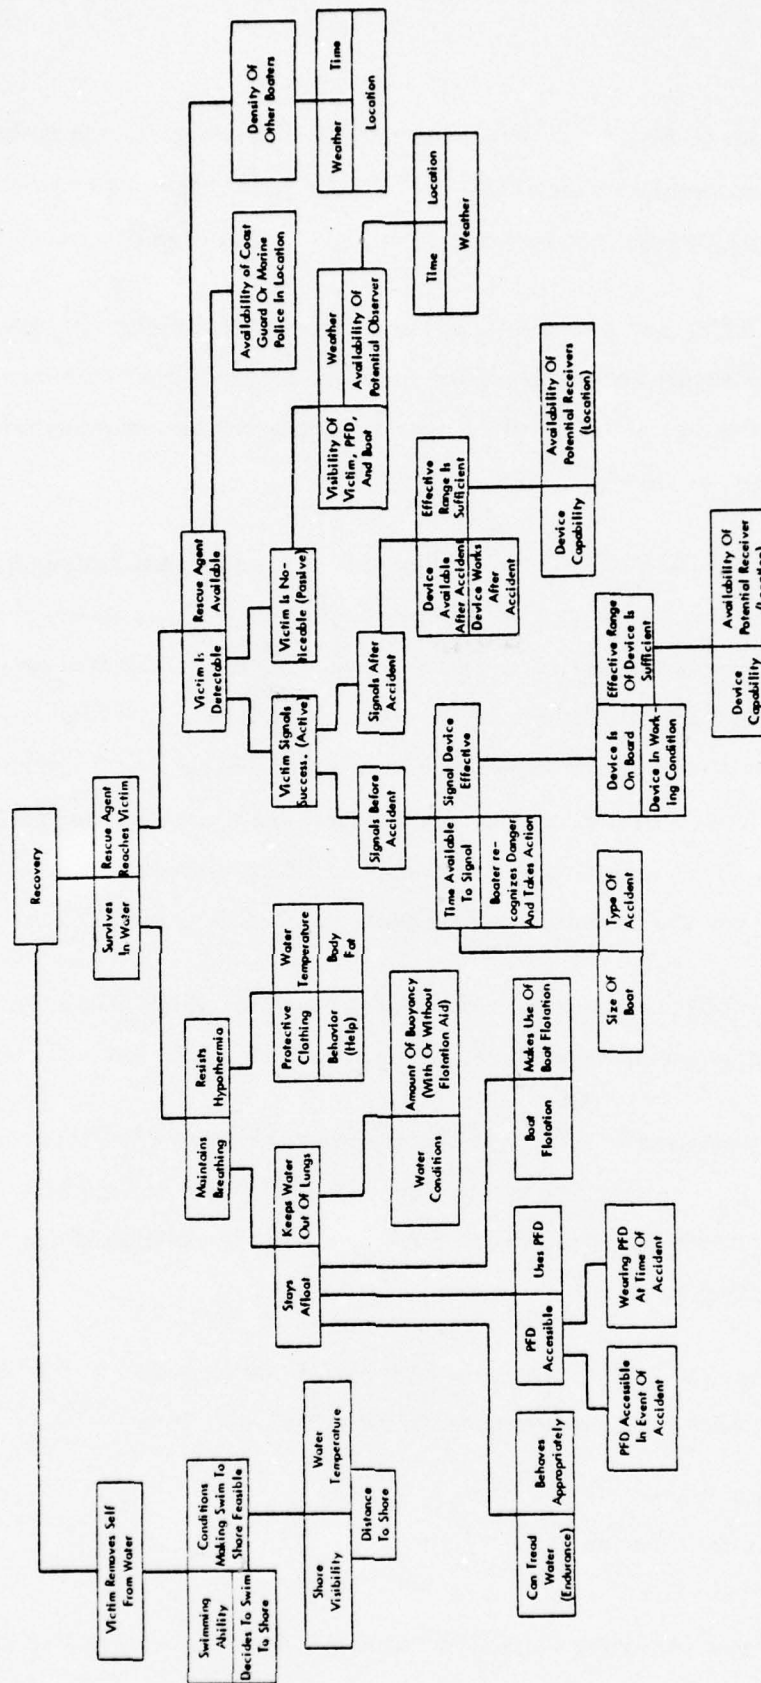 Recovery
Victim Removes Self
From Water
Survives
In Water
Rescue Agent
Reaches Victim
Swimming
Ability
Conditions
Making Swim To
Shore Feasible
Decides To Swim
To Shore
Maintains
Breathing
Resists
Hypothermia
Victim Is
Detectable
Rescue Agent
Available
Shore
Visibility
Water
Temperature
Distance
To Shore
Stays
Afloat
Keeps Water
Out Of Lungs
Protective
Clothing
Water
Temperature
Behavior
(Help)
Body
Fat
Victim Signals
Success. (Active)
Victim Is No-
ticeable (Passive)
Availability of Coast
Guard Or Marine
Police In Location
Density Of
Other Boaters
Weather
Time
Location
Water
Conditions
Amount Of Buoyancy
(With Or Without
Flotation Aid)
Signals Before
Accident
Signals After
Accident
Visibility Of
Victim, PFD,
And Boat
Weather
Availability Of
Potential Observer
Time
Location
Weather
Time Available
To Signal
Signal Device
Effective
Boater re-
cognizes Danger
And Takes Action
Device
Available
After Accident
Effective
Range Is
Sufficient
Device Works
After
Accident
Can Tread
Water
(Endurance)
Behaves
Appropriately
PFD
Accessible
Uses PFD
Boat
Flotation
Makes Use Of
Boat Flotation
Device
Capability
Availability Of
Potential Receivers
(Location)
PFD Accessible
In Event Of
Accident
Wearing PFD
At Time Of
Accident
Size Of
Boat
Type Of
Accident
Device Is
On Board
Effective Range
Of Device Is
Sufficient
Device In Work-
ing Condition
Device
Capability
Availability Of
Potential Receiver